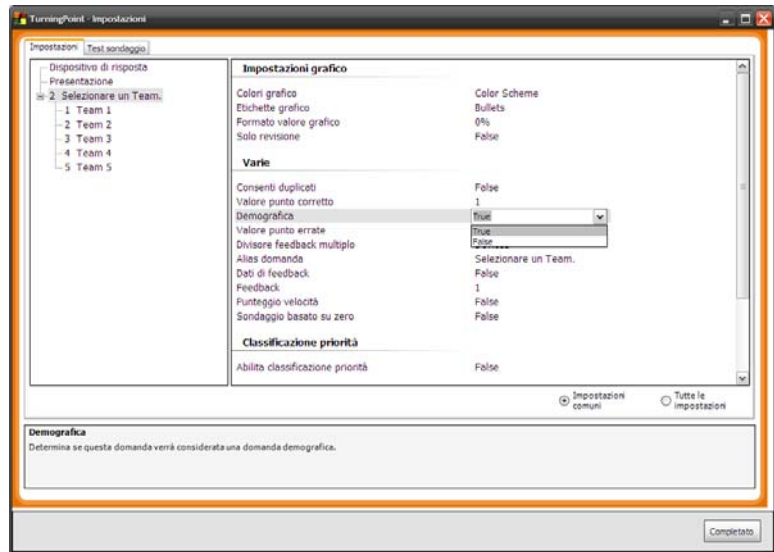 TurningPoint - Impostazioni
Impostazioni Test sondaggio
Dispositivo di risposta
Presentazione
2 Selezionare un Team.
1 Team 1
2 Team 2
3 Team 3
4 Team 4
5 Team 5
Impostazioni grafico
Colori grafico Color Scheme
Etichette grafico Bullets
Formato valore grafico 0%
Solo revisione False
Varie
Consenti duplicati False
Valore punto corretto 1
Demografica True
Valore punto errate True
Divisore feedback multiplo False
Alias domanda Selezionare un Team.
Dati di feedback False
Feedback 1
Punteggio velocità False
Sondaggio basato su zero False
Classificazione priorità
Abilita classificazione priorità False
Impostazioni comuni
Tutte le impostazioni
Demografica
Determina se questa domanda verrà considerata una domanda demografica.
Completato